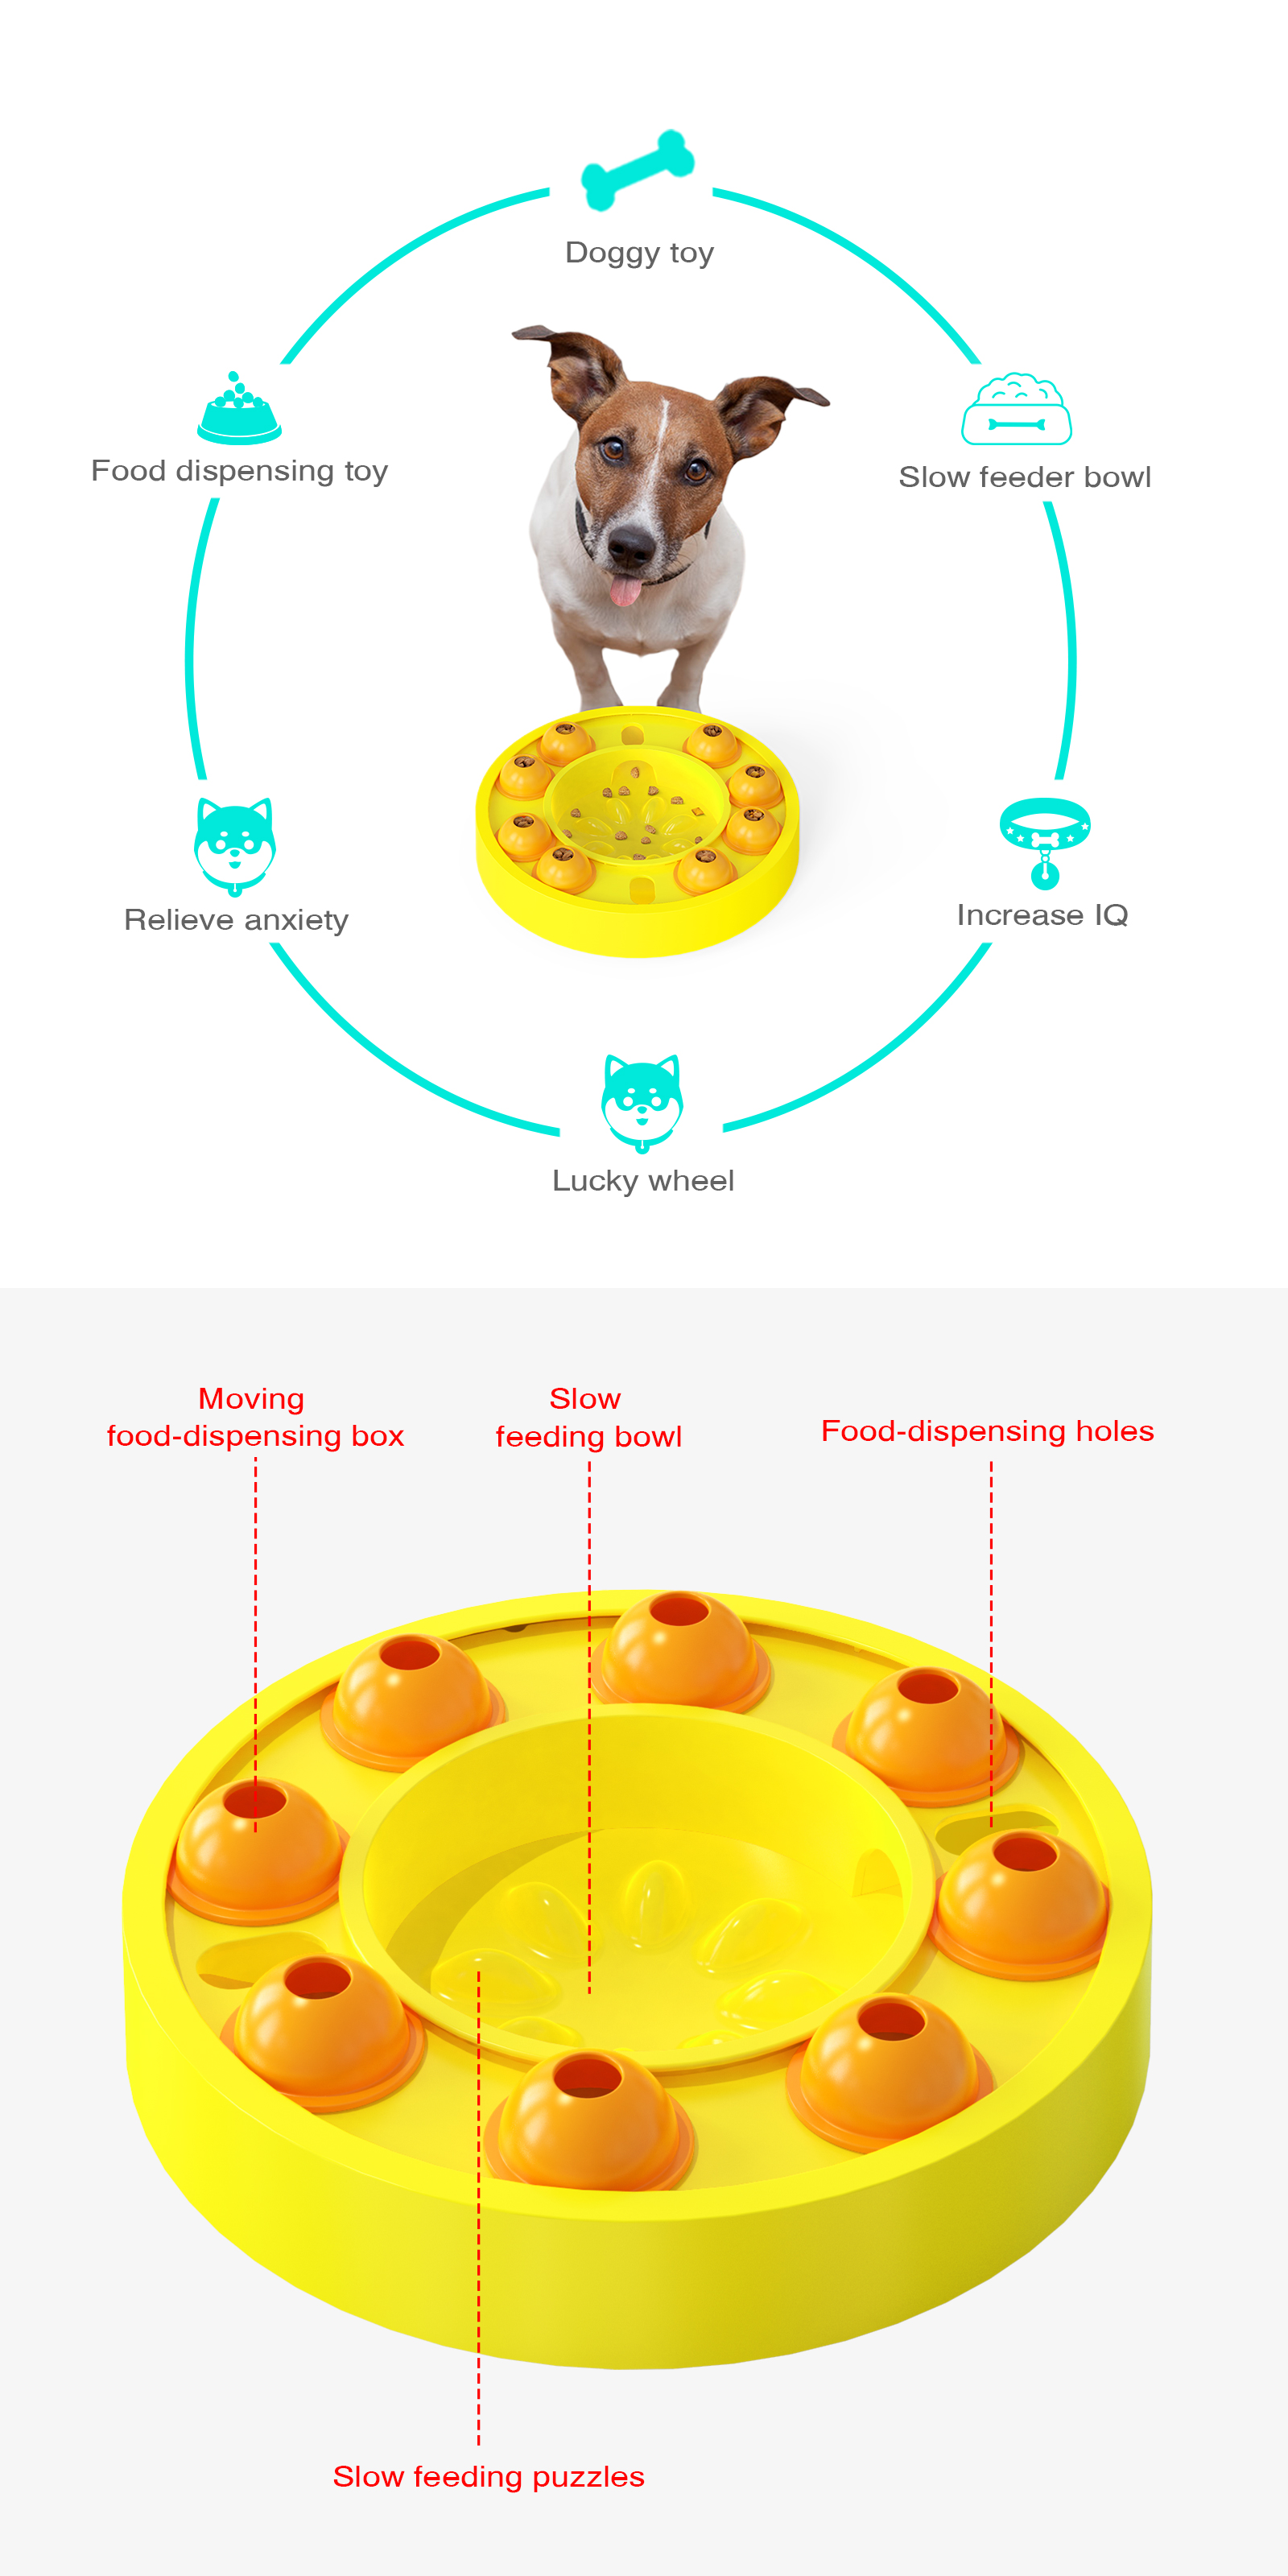 Doggy toy
Food dispensing toy
Slow feeder bowl
Relieve anxiety
Increase IQ
Lucky wheel
Moving
food-dispensing box
Slow
feeding bowl
Food-dispensing holes
Slow feeding puzzles